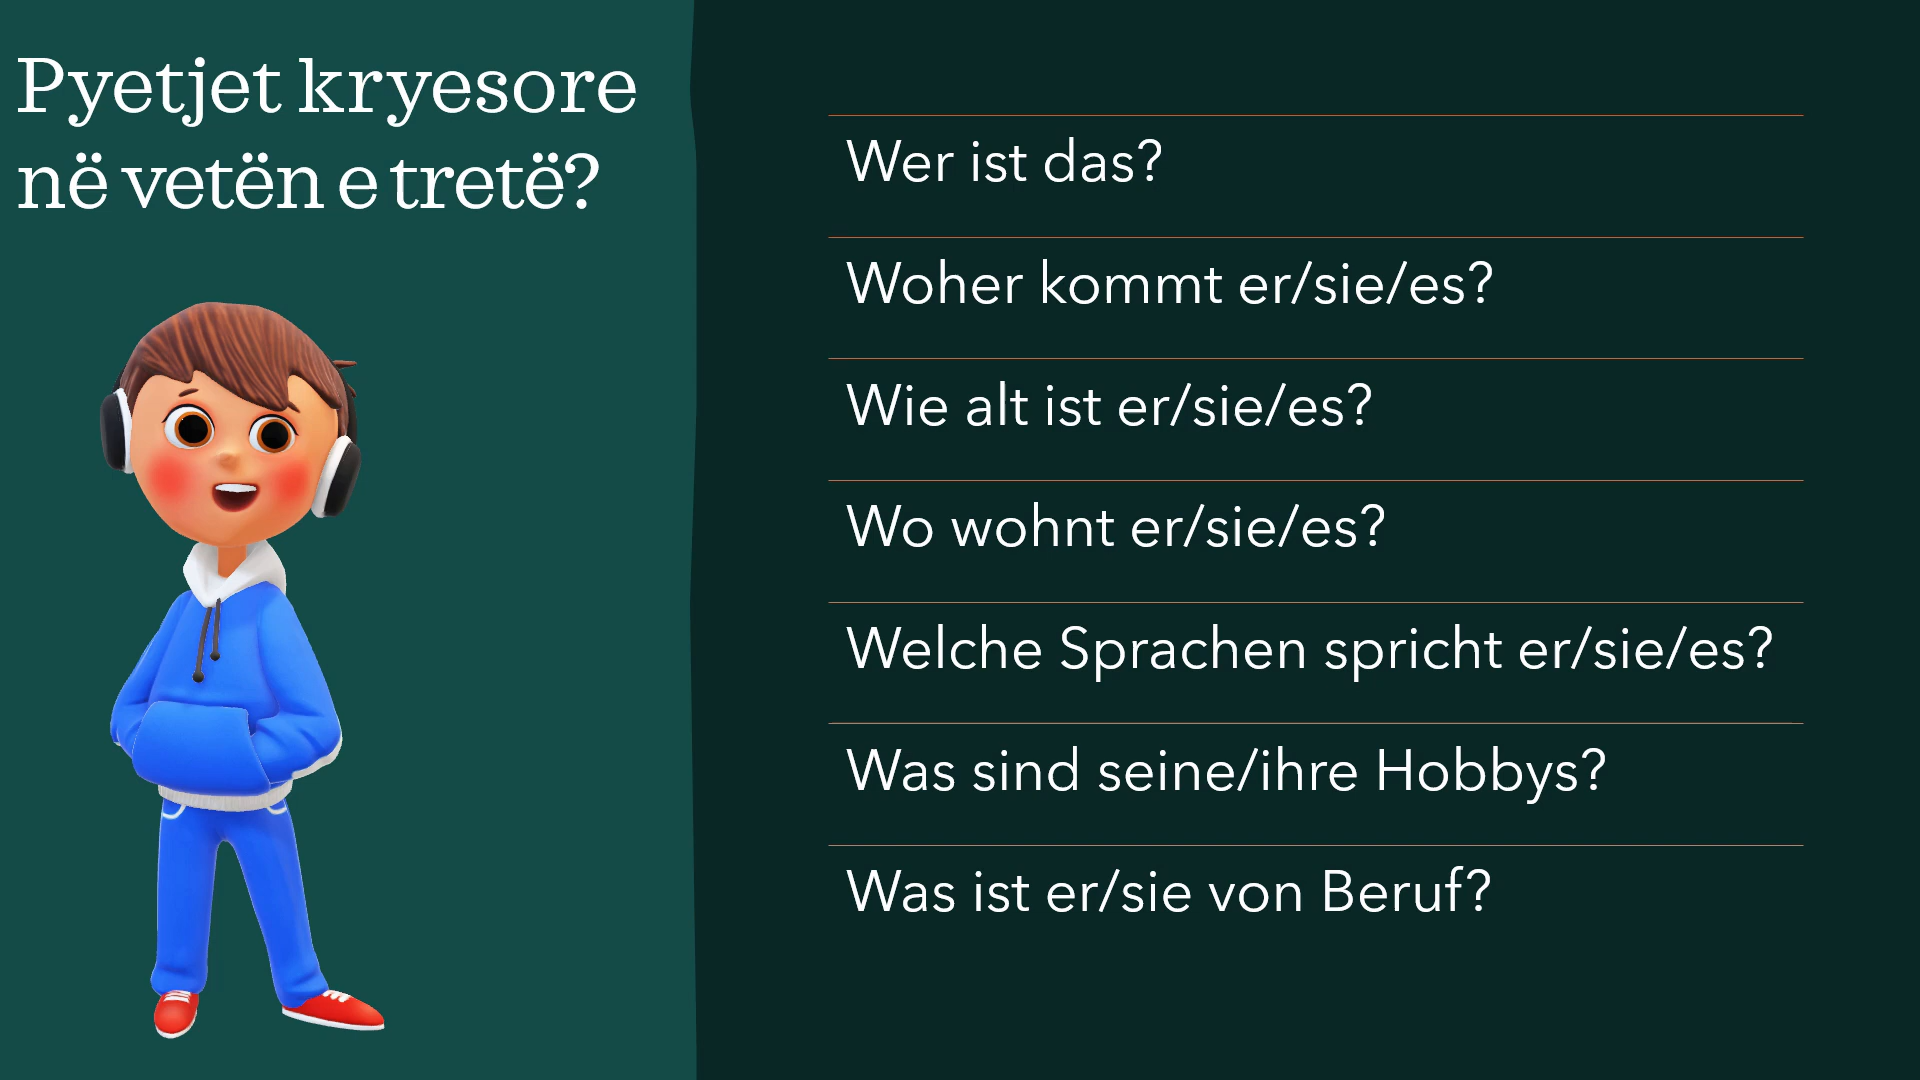 Pyetjet kryesore
në vetën e tretë?
Wer ist das?
Woher kommt er/sie/es?
Wie alt ist er/sie/es?
Wo wohnt er/sie/es?
Welche Sprachen spricht er/sie/es?
Was sind seine/ihre Hobbys?
Was ist er/sie von Beruf?